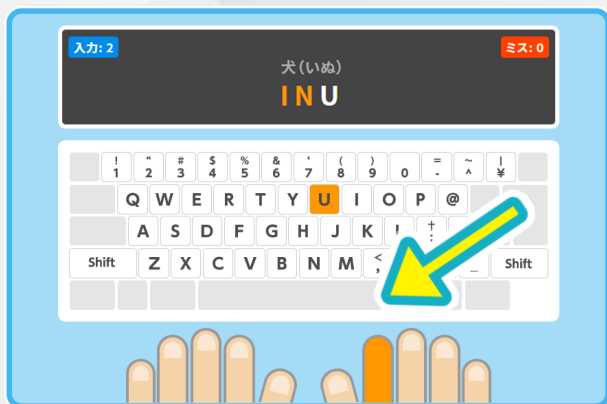 入力: 2
ミス: 0
犬(いぬ)
INU
! " # $ % & ' ( ) = ~ |
1 2 3 4 5 6 7 8 9 0 - ^ ¥
Q W E R T Y U I O P @
A S D F G H J K L +
Shift Z X C V B N M < , _ Shift